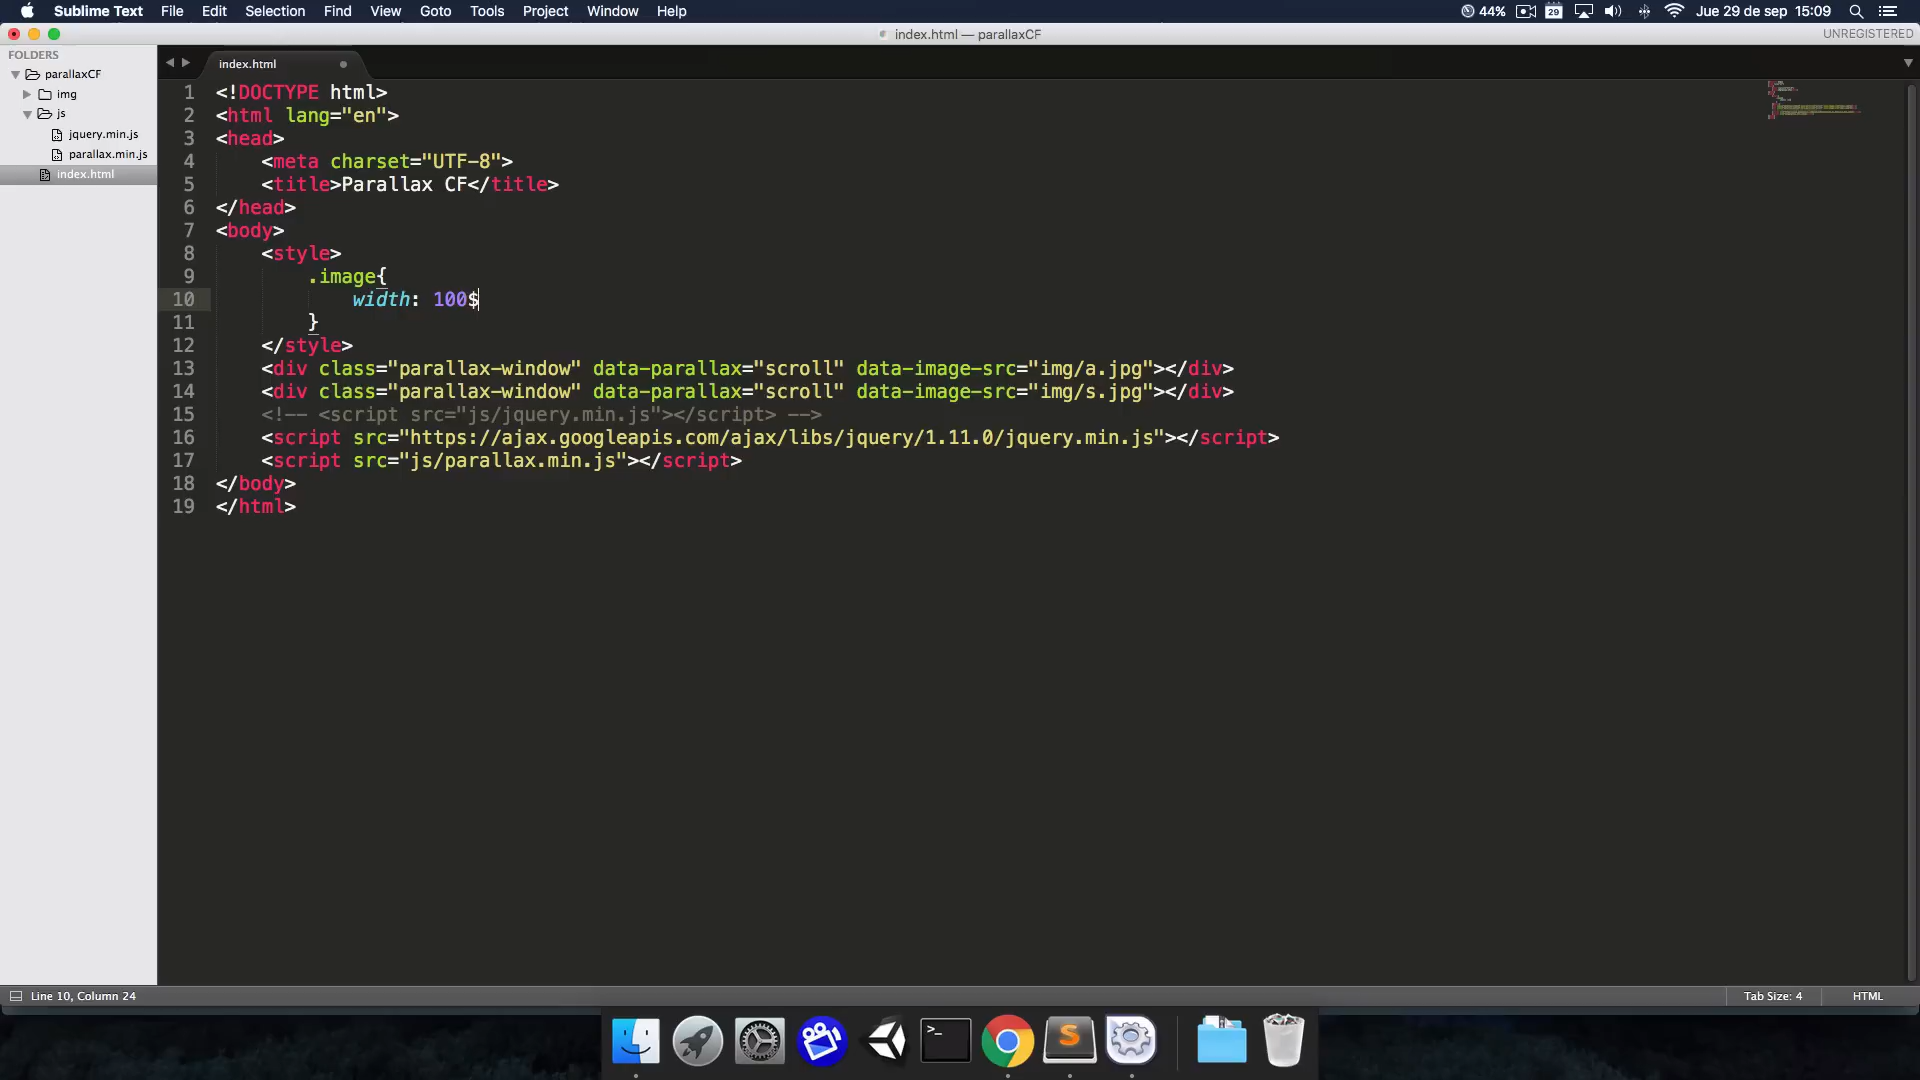 Sublime Text File Edit Selection Find View Goto Tools Project Window Help 44% 29 Jue 29 de sep 15:09
index.html — parallaxCF UNREGISTERED
FOLDERS
parallaxCF
img
js
jquery.min.js
parallax.min.js
index.html
index.html
1 <!DOCTYPE html>
2 <html lang="en">
3 <head>
4 <meta charset="UTF-8">
5 <title>Parallax CF</title>
6 </head>
7 <body>
8 <style>
9 .image{
10 width: 100$
11 }
12 </style>
13 <div class="parallax-window" data-parallax="scroll" data-image-src="img/a.jpg"></div>
14 <div class="parallax-window" data-parallax="scroll" data-image-src="img/s.jpg"></div>
15 <!-- <script src="js/jquery.min.js"></script> -->
16 <script src="https://ajax.googleapis.com/ajax/libs/jquery/1.11.0/jquery.min.js"></script>
17 <script src="js/parallax.min.js"></script>
18 </body>
19 </html>
Line 10, Column 24 Tab Size: 4 HTML
>_ S